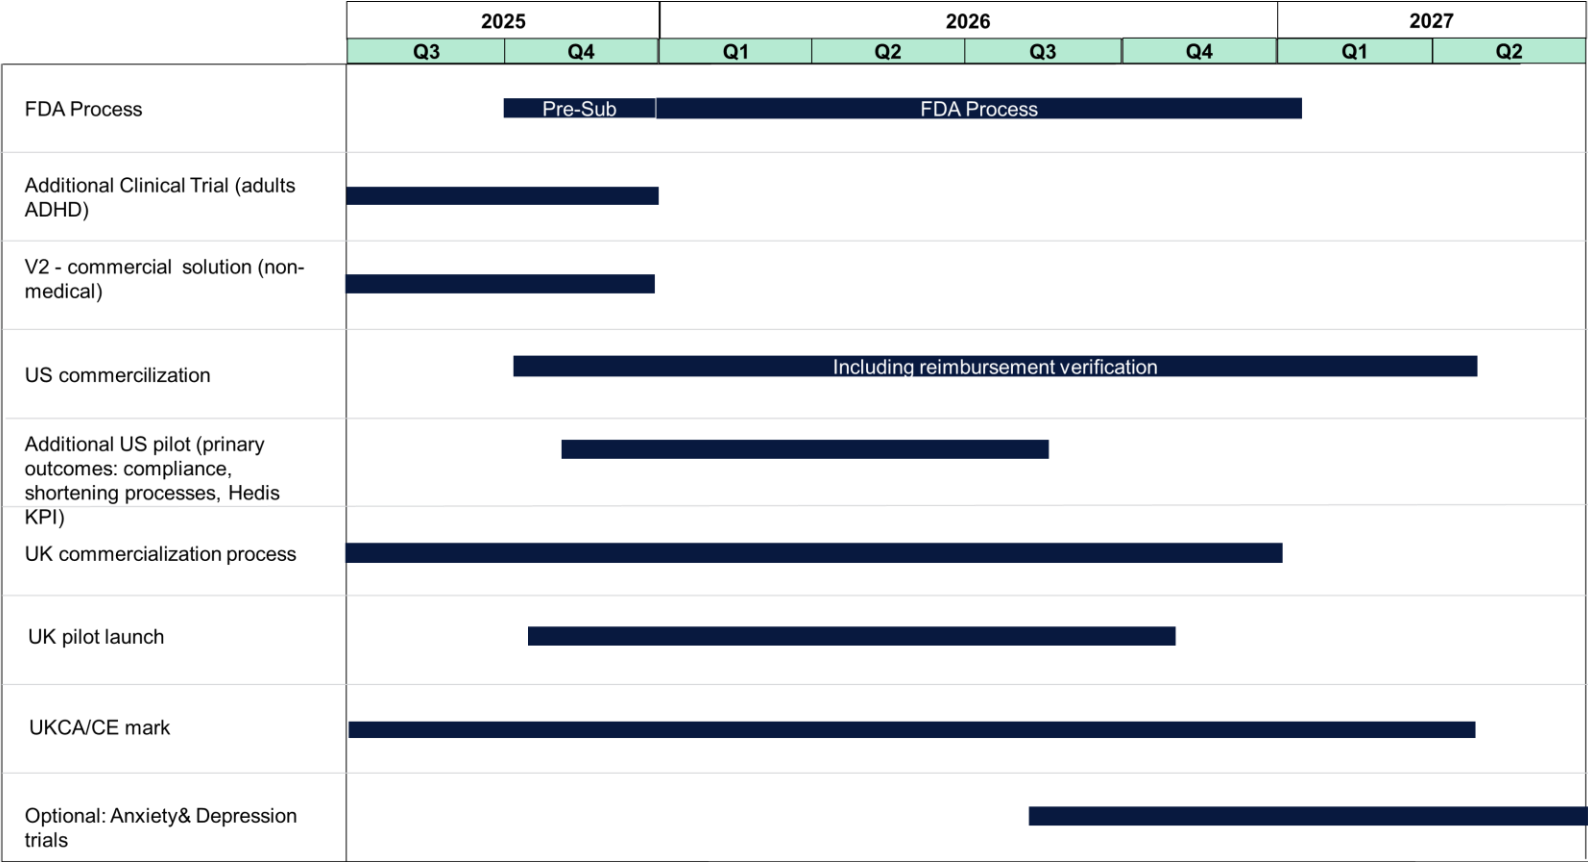 2025 2026 2027
Q3 Q4 Q1 Q2 Q3 Q4 Q1 Q2
FDA Process Pre-Sub FDA Process
Additional Clinical Trial (adults
ADHD)
V2 - commercial solution (non-
medical)
US commercilization Including reimbursement verification
Additional US pilot (primary
outcomes: compliance,
shortening processes, Hedis
KPI)
UK commercialization process
UK pilot launch
UKCA/CE mark
Optional: Anxiety& Depression
trials